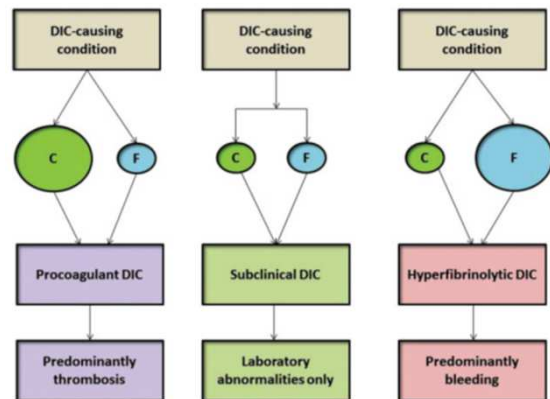 DIC-causing
condition
DIC-causing
condition
DIC-causing
condition
C
F
C
F
C
F
Procoagulant DIC
Subclinical DIC
Hyperfibrinolytic DIC
Predominantly
thrombosis
Laboratory
abnormalities only
Predominantly
bleeding